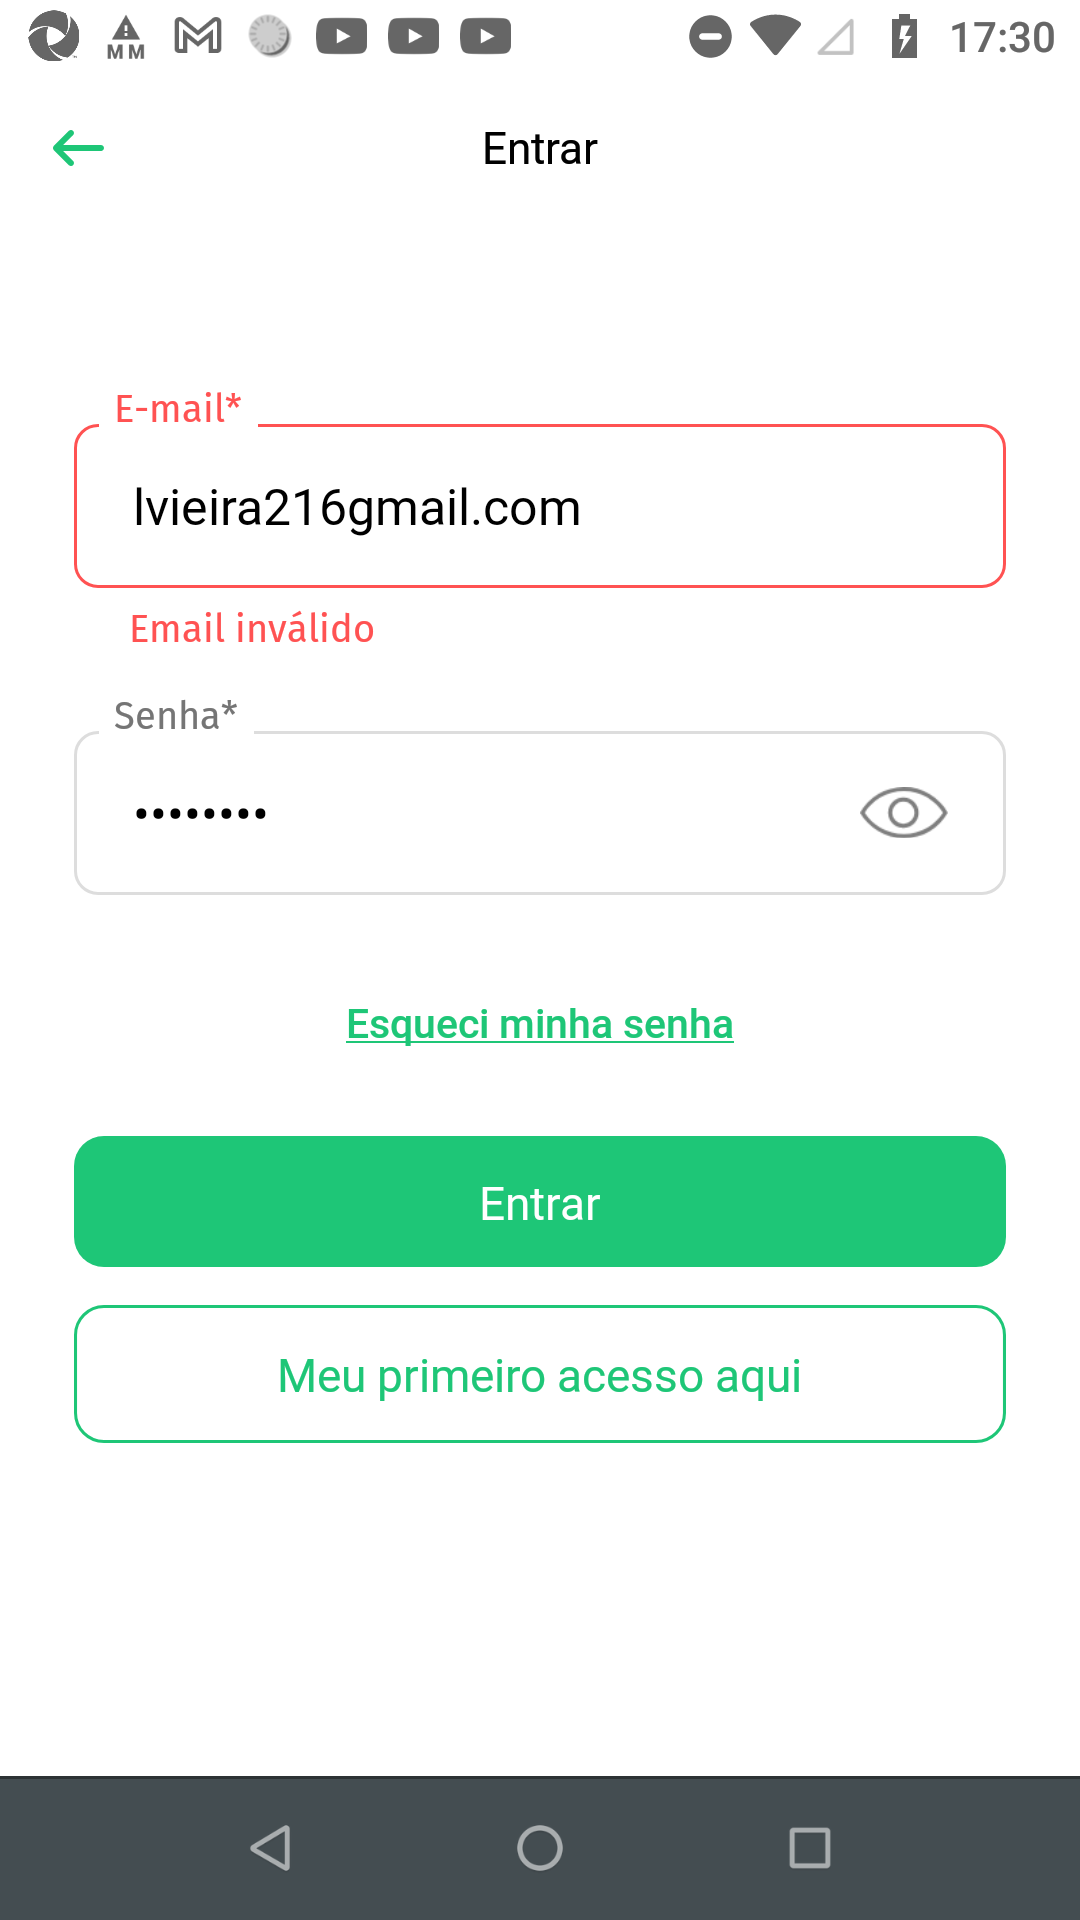 MM
17:30
Entrar
E-mail*
lvieira216gmail.com
Email inválido
Senha*
••••••••
Esqueci minha senha
Entrar
Meu primeiro acesso aqui